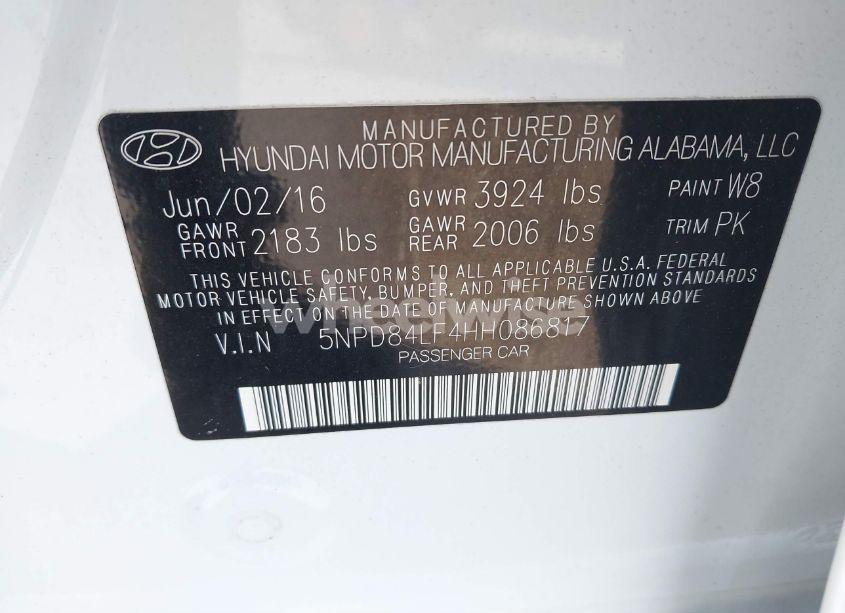 MANUFACTURED BY
HYUNDAI MOTOR MANUFACTURING ALABAMA, LLC
Jun/02/16 GVWR 3924 lbs PAINT W8
GAWR FRONT 2183 lbs GAWR REAR 2006 lbs TRIM PK
THIS VEHICLE CONFORMS TO ALL APPLICABLE U.S.A. FEDERAL
MOTOR VEHICLE SAFETY, BUMPER, AND THEFT PREVENTION STANDARDS
IN EFFECT ON THE DATE OF MANUFACTURE SHOWN ABOVE
V.I.N 5NPD84LF4HH086817
PASSENGER CAR